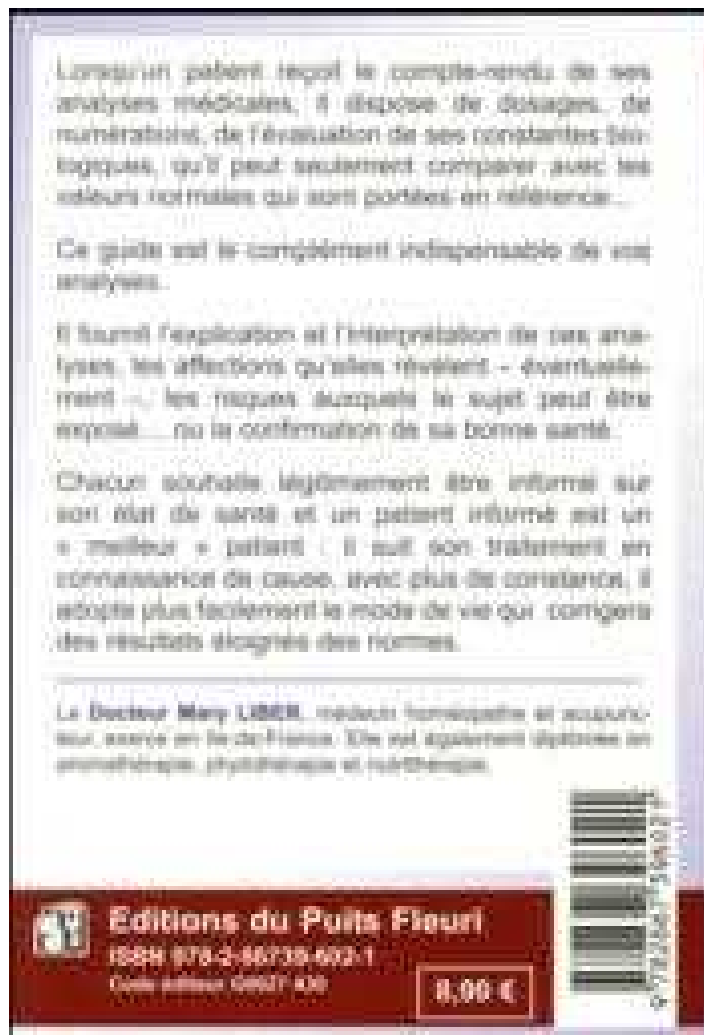 Lorsqu'un patient reçoit le compte-rendu de ses
analyses médicales, il dispose de dosages, de
numérations, de l'évaluation de ses constantes bio-
logiques, qu'il peut seulement comparer avec les
valeurs normales qui sont portées en référence...
Ce guide est le complément indispensable de vos
analyses.
Il fournit l'explication et l'interprétation de ces ana-
lyses, les affections qu'elles révèlent - éventuelle-
ment -, les risques auxquels le sujet peut être
exposé... ou la confirmation de sa bonne santé.
Chacun souhaite légitimement être informé sur
son état de santé et un patient informé est un
« meilleur » patient : il suit son traitement en
connaissance de cause, avec plus de constance, il
adopte plus facilement le mode de vie qui corrigera
des résultats éloignés des normes.
Le Docteur Mary LIBER, médecin homéopathe et acupunc-
teur, exerce en Ile-de-France. Elle est également diplômée en
aromathérapie, phytothérapie et nutrithérapie.
Editions du Puits Fleuri
ISBN 978-2-86739-602-1
Code éditeur
8,00 €